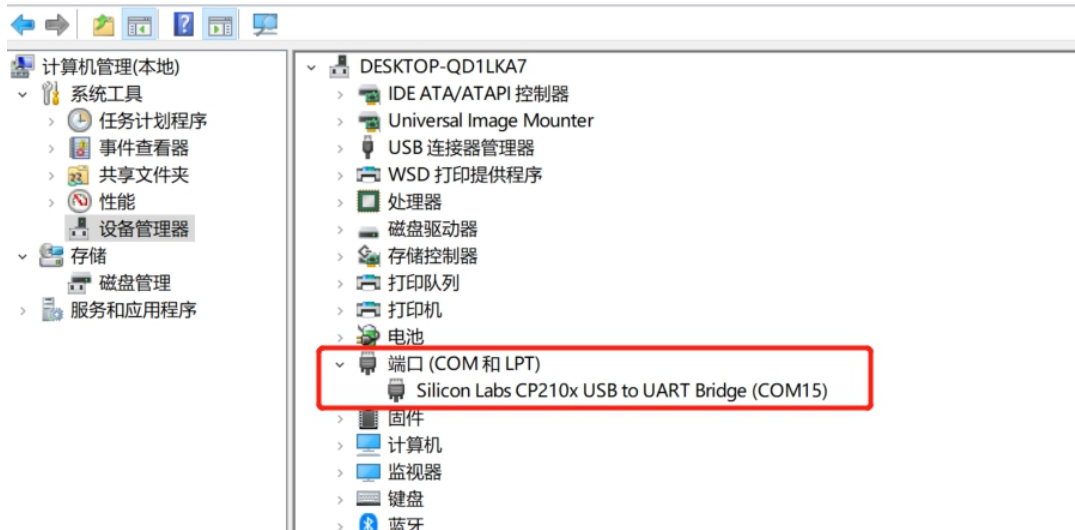 计算机管理(本地)
系统工具
任务计划程序
事件查看器
共享文件夹
性能
设备管理器
存储
磁盘管理
服务和应用程序
DESKTOP-QD1LKA7
IDE ATA/ATAPI 控制器
Universal Image Mounter
USB 连接器管理器
WSD 打印提供程序
处理器
磁盘驱动器
存储控制器
打印队列
打印机
电池
端口 (COM 和 LPT)
Silicon Labs CP210x USB to UART Bridge (COM15)
固件
计算机
监视器
键盘
蓝牙